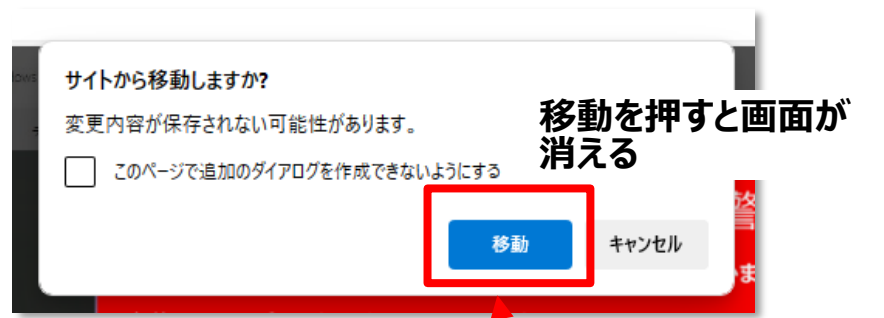 サイトから移動しますか?
変更内容が保存されない可能性があります。
移動を押すと画面が
消える
このページで追加のダイアログを作成できないようにする
移動
キャンセル